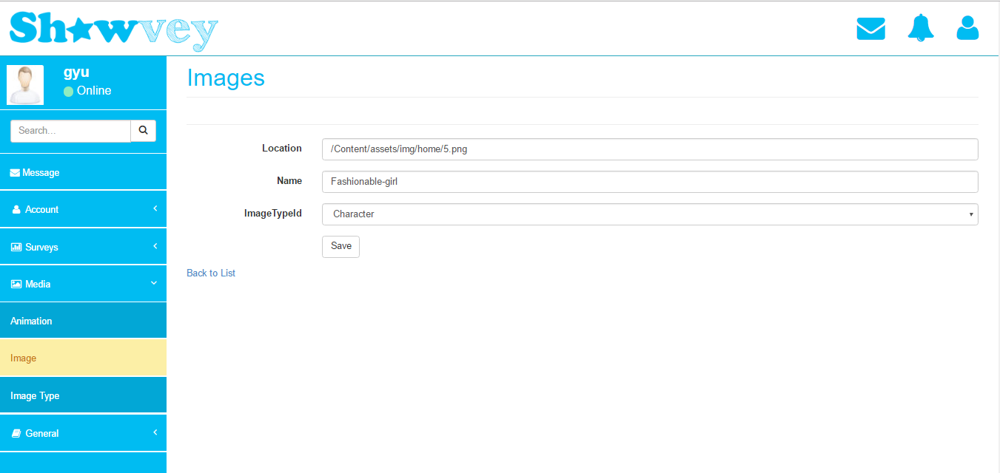 Sh★wvey
gyu
Online
Search...
Message
Account
Surveys
Media
Animation
Image
Image Type
General
Images
Location /Content/assets/img/home/5.png
Name Fashionable-girl
ImageTypeId Character
Save
Back to List